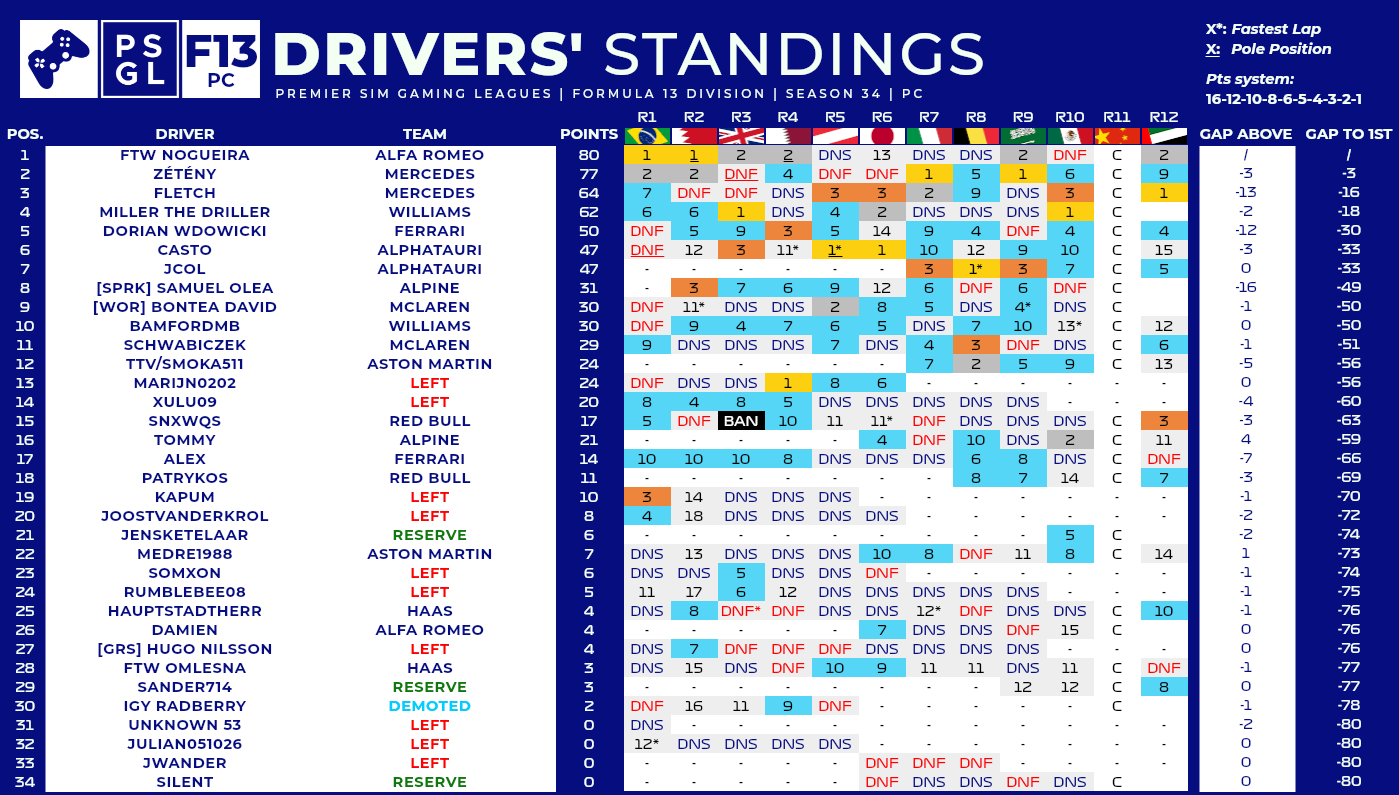 PS
GL
F13
PC
DRIVERS' STANDINGS
PREMIER SIM GAMING LEAGUES | FORMULA 13 DIVISION | SEASON 34 | PC
X*: Fastest Lap
X: Pole Position
Pts system:
16-12-10-8-6-5-4-3-2-1
R1 R2 R3 R4 R5 R6 R7 R8 R9 R10 R11 R12
POS. DRIVER TEAM POINTS GAP ABOVE GAP TO 1ST
1 FTW NOGUEIRA ALFA ROMEO 80 1 1 2 2 DNS 13 DNS DNS 2 DNF C 2 / /
2 ZÉTÉNY MERCEDES 77 2 2 DNF 4 DNF DNF 1 5 1 6 C 9 -3 -3
3 FLETCH MERCEDES 64 7 DNF DNF DNS 3 3 2 9 DNS 3 C 1 -13 -16
4 MILLER THE DRILLER WILLIAMS 62 6 6 1 DNS 4 2 DNS DNS DNS 1 C -2 -18
5 DORIAN WDOWICKI FERRARI 50 DNF 5 9 3 5 14 9 4 DNF 4 C 4 -12 -30
6 CASTO ALPHATAURI 47 DNF 12 3 11* 1* 1 10 12 9 10 C 15 -3 -33
7 JCOL ALPHATAURI 47 - - - - - - 3 1* 3 7 C 5 0 -33
8 [SPRK] SAMUEL OLEA ALPINE 31 - 3 7 6 9 12 6 DNF 6 DNF C -16 -49
9 [WOR] BONTEA DAVID MCLAREN 30 DNF 11* DNS DNS 2 8 5 DNS 4* DNS C -1 -50
10 BAMFORDMB WILLIAMS 30 DNF 9 4 7 6 5 DNS 7 10 13* C 12 0 -50
11 SCHWABICZEK MCLAREN 29 9 DNS DNS DNS 7 DNS 4 3 DNF DNS C 6 -1 -51
12 TTV/SMOKA511 ASTON MARTIN 24 - - - - - - 7 2 5 9 C 13 -5 -56
13 MARIJN0202 LEFT 24 DNF DNS DNS 1 8 6 - - - - - - 0 -56
14 XULU09 LEFT 20 8 4 8 5 DNS DNS DNS DNS DNS - - - -4 -60
15 SNXWQS RED BULL 17 5 DNF BAN 10 11 11* DNF DNS DNS DNS C 3 -3 -63
16 TOMMY ALPINE 21 - - - - - 4 DNF 10 DNS 2 C 11 4 -59
17 ALEX FERRARI 14 10 10 10 8 DNS DNS DNS 6 8 DNS C DNF -7 -66
18 PATRYKOS RED BULL 11 - - - - - - - 8 7 14 C 7 -3 -69
19 KAPUM LEFT 10 3 14 DNS DNS DNS - - - - - - - -1 -70
20 JOOSTVANDERKROL LEFT 8 4 18 DNS DNS DNS DNS - - - - - - -2 -72
21 JENSKETELAAR RESERVE 6 - - - - - - - - - 5 C -2 -74
22 MEDRE1988 ASTON MARTIN 7 DNS 13 DNS DNS DNS 10 8 DNF 11 8 C 14 1 -73
23 SOMXON LEFT 6 DNS DNS 5 DNS DNS DNF - - - - - - -1 -74
24 RUMBLEBEE08 LEFT 5 11 17 6 12 DNS DNS DNS DNS DNS - - - -1 -75
25 HAUPTSTADTHERR HAAS 4 DNS 8 DNF* DNF DNS DNS 12* DNF DNS DNS C 10 -1 -76
26 DAMIEN ALFA ROMEO 4 - - - - - 7 DNS DNS DNF 15 C 0 -76
27 [GRS] HUGO NILSSON LEFT 4 DNS 7 DNF DNF DNF DNS DNS DNS DNS - - - 0 -76
28 FTW OMLESNA HAAS 3 DNS 15 DNS DNF 10 9 11 11 DNS 11 C DNF -1 -77
29 SANDER714 RESERVE 3 - - - - - - - - 12 12 C 8 0 -77
30 IGY RADBERRY DEMOTED 2 DNF 16 11 9 DNF - - - - - C -1 -78
31 UNKNOWN 53 LEFT 0 DNS - - - - - - - - - - - -2 -80
32 JULIAN051026 LEFT 0 12* DNS DNS DNS DNS - - - - - - - 0 -80
33 JWANDER LEFT 0 - - - - - DNF DNF DNF - - - - 0 -80
34 SILENT RESERVE 0 - - - - - DNF DNS DNS DNF DNS C 0 -80